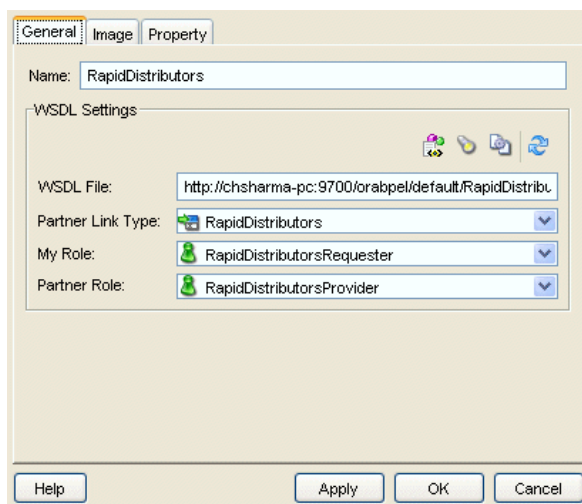 General Image Property
Name: RapidDistributors
WSDL Settings
WSDL File: http://chsharma-pc:9700/orabpel/default/RapidDistribu
Partner Link Type: RapidDistributors
My Role: RapidDistributorsRequester
Partner Role: RapidDistributorsProvider
Help Apply OK Cancel